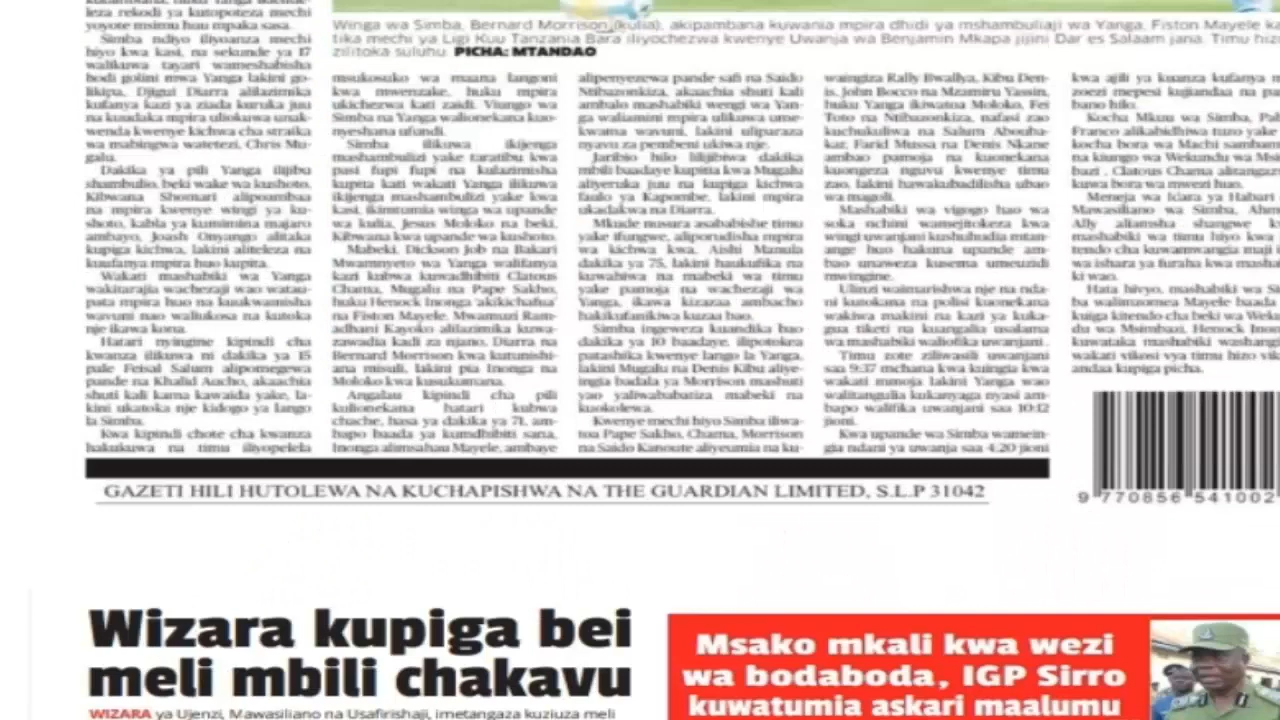 yoyote msimu huu mpaka sasa.
Simba ndiyo iliyoanza mechi
hiyo kwa kasi, na sekunde ya 17
walikuwa tayari wameshabisha
hodi golini mwa Yanga lakini go-
likipa, Djigui Diarra alilazimika
kufanya kazi ya ziada kuruka juu
na kuudaka mpira uliokuwa unak-
wenda kwenye kichwa cha straika
wa mabingwa watetezi, Chris Mu-
galu.
Dakika ya pili Yanga ilijibu
shambulio, beki wake wa kushoto,
Kibwana Shomari alipoambaa
na mpira kwenye wingi ya ku-
shoto, kabla ya kumimina majaro
ambayo, Joash Onyango alitaka
kupiga kichwa, lakini aliteleza na
kuufanya mpira huo kupita.
Wakati mashabiki wa Yanga
wakitarajia wachezaji wao watau-
pata mpira huo na kuukwamisha
wavuni nao waliukosa na kutoka
nje ikawa kona.
Hatari nyingine kipindi cha
kwanza ilikuwa ni dakika ya 15
pale Feisal Salum alipomegewa
pande na Khalid Aucho, akaachia
shuti kali kama kawaida yake, la-
kini ukatoka nje kidogo ya lango
la Simba.
Kwa kipindi chote cha kwanza
hakukuwa na timu iliyopelela
Winga wa Simba, Bernard Morrison (kulia), akipambana kuwania mpira dhidi ya mshambuliaji wa Yanga, Fiston Mayele ka
tika mechi ya Ligi Kuu Tanzania Bara iliyochezwa kwenye Uwanja wa Benjamin Mkapa jijini Dar es Salaam jana. Timu hiz
zilitoka suluhu. PICHA: MTANDAO
msukosuko wa maana langoni
kwa mwenzake, huku mpira
ukichezwa kati zaidi. Viungo wa
Simba na Yanga walionekana kuo-
nyeshana ufundi.
Simba ilikuwa ikijenga
mashambulizi yake taratibu kwa
pasi fupi fupi na kulazimisha
kupita kati wakati Yanga ilikuwa
ikijenga mashambulizi yake kwa
kasi, ikimtumia winga wa upande
wa kulia, Jesus Moloko na beki,
Kibwana kwa upande wa kushoto.
Mabeki, Dickson Job na Bakari
Mwamnyeto wa Yanga walifanya
kazi kubwa kuwadhibiti Clatous
Chama, Mugalu na Pape Sakho,
huku Henock Inonga 'akikichafua'
na Fiston Mayele. Mwamuzi Ram-
adhani Kayoko alilazimika kuwa-
zawadia kadi za njano, Diarra na
Bernard Morrison kwa kutunishi-
ana misuli, lakini pia Inonga na
Moloko kwa kusukumana.
Angalau kipindi cha pili
kulionekana hatari kubwa
chache, hasa ya dakika ya 71, am-
bapo baada ya kumdhibiti sana,
Inonga alimsahau Mayele, ambaye
alipenyezewa pande safi na Saido
Ntibazonkiza, akaachia shuti kali
ambalo mashabiki wengi wa Yan-
ga waliamini mpira ulikuwa ume-
kwama wavuni, lakini uliparaza
nyavu za pembeni ukiwa nje.
Jaribio hilo lilijibiwa dakika
mbili baadaye kupitia kwa Mugalu
aliyeruka juu na kupiga kichwa
faulo ya Kapombe, lakini mpira
ukadakwa na Diarra.
Mkude nusura asababishe timu
yake ifungwe, aliporudisha mpira
wa kichwa kwa, Aishi Manula
dakika ya 75, lakini haukufika na
kuwahiwa na mabeki wa timu
yake pamoja na wachezaji wa
Yanga, ikawa kizazaa ambacho
hakikufanikiwa kuzaa bao.
Simba ingeweza kuandika bao
dakika ya 10 baadaye, ilipotokea
patashika kwenye lango la Yanga,
lakini Mugalu na Denis Kibu aliye-
ingia badala ya Morrison mashuti
yao yaliwababatiza mabeki na
kuokolewa.
Kwenye mechi hiyo Simba iliwa-
toa Pape Sakho, Chama, Morrison
na Saido Kanoute aliyeumia na ku-
waingiza Rally Bwallya, Kibu Den-
is, John Bocco na Mzamiru Yassin,
huku Yanga ikiwatoa Moloko, Fei
Toto na Ntibazonkiza, nafasi zao
kuchukuliwa na Salum Abouba-
kar, Farid Mussa na Denis Nkane
ambao pamoja na kuonekana
kuongeza nguvu kwenye timu
zao, lakini hawakubadilisha ubao
wa magoli.
Mashabiki wa vigogo hao wa
soka nchini wamejitokeza kwa
wingi uwanjani kushuhudia mtan-
ange huo hakuna upande am-
bao unaweza kusema umeuzidi
mwingine.
Ulinzi waimarishwa nje na nda-
ni kutokana na polisi kuonekana
wakiwa makini na kazi ya kuka-
gua tiketi na kuangalia usalama
wa mashabiki waliofika uwanjani.
Timu zote ziliwasili uwanjani
saa 9:37 mchana kwa kuingia kwa
wakati mmoja lakini Yanga wao
walitangulia kukanyaga nyasi am-
bapo walifika uwanjani saa 10:12
jioni.
Kwa upande wa Simba wamein-
gia ndani ya uwanja saa 4:20 jioni
kwa ajili ya kuanza kufanya
zoezi mepesi kujiandaa na
bano hilo.
Kocha Mkuu wa Simba,
Franco alikabidhiwa tuzo yake
kocha bora wa Machi
na kiungo wa Wekundu wa
bazi, Clatous Chama
kuwa bora wa mwezi huo.
Meneja wa Idara ya Habari
Mawasiliano wa Simba,
Ally aliamsha shangwe
mashabiki wa timu hiyo kwa
tendo cha kuwamwangia maji
wa ishara ya furaha kwa
ki wao.
Hata hivyo, mashabiki wa
ba walimzomea Mayele baada
kuiga kitendo cha beki wa
du wa Msimbazi, Henock
kuwataka mashabiki
wakati vikosi vya timu hizo
andaa kupiga picha.
9 770856 541002
GAZETI HILI HUTOLEWA NA KUCHAPISHWA NA THE GUARDIAN LIMITED, S.L.P 31042
Wizara kupiga bei
meli mbili chakavu
WIZARA ya Ujenzi, Mawasiliano na Usafirishaji, imetangaza kuziuza meli
Msako mkali kwa wezi
wa bodaboda, IGP Sirro
kuwatumia askari maalumu